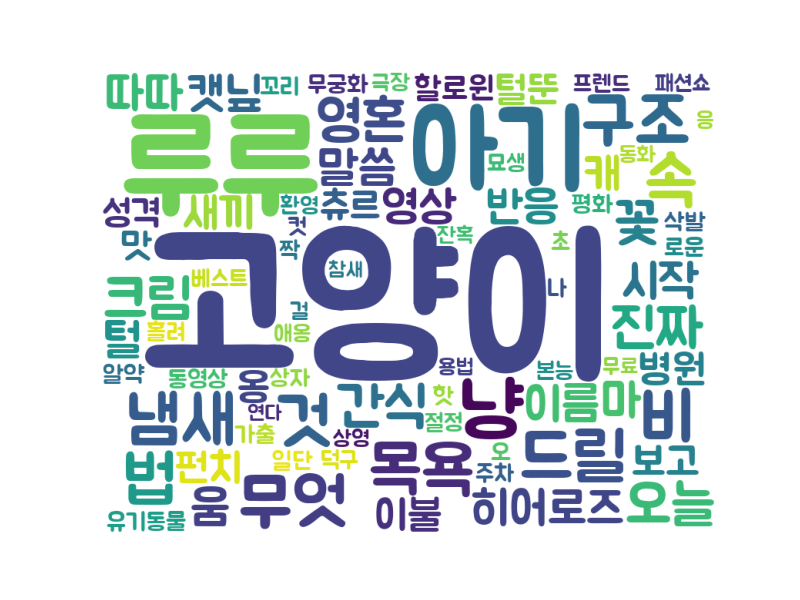 따따 캣닢 꼬리 무궁화 극장 할로윈 털뚠 프렌드 패션쇼
류류 영혼 아기 구조 응
말씀 묘생 캐 동화 속
성격 새끼 환영 츄르 영상 반응 평화 꽃 삭발
맛 컷 짝 잔혹 초 로운
고양이
크림 베스트 참새 나 시작
털 홀려 걸 애옹 진짜
알약 동영상 옹 상자 용법 본능 무료 병원
냄새 연다 것 간식 핫 냥 이름 마 비
가출 상영 절정 오 드릴
법 펀치 일단 덕구 목욕 주차 보고
유기동물 움 무엇 이불 히어로즈 오늘